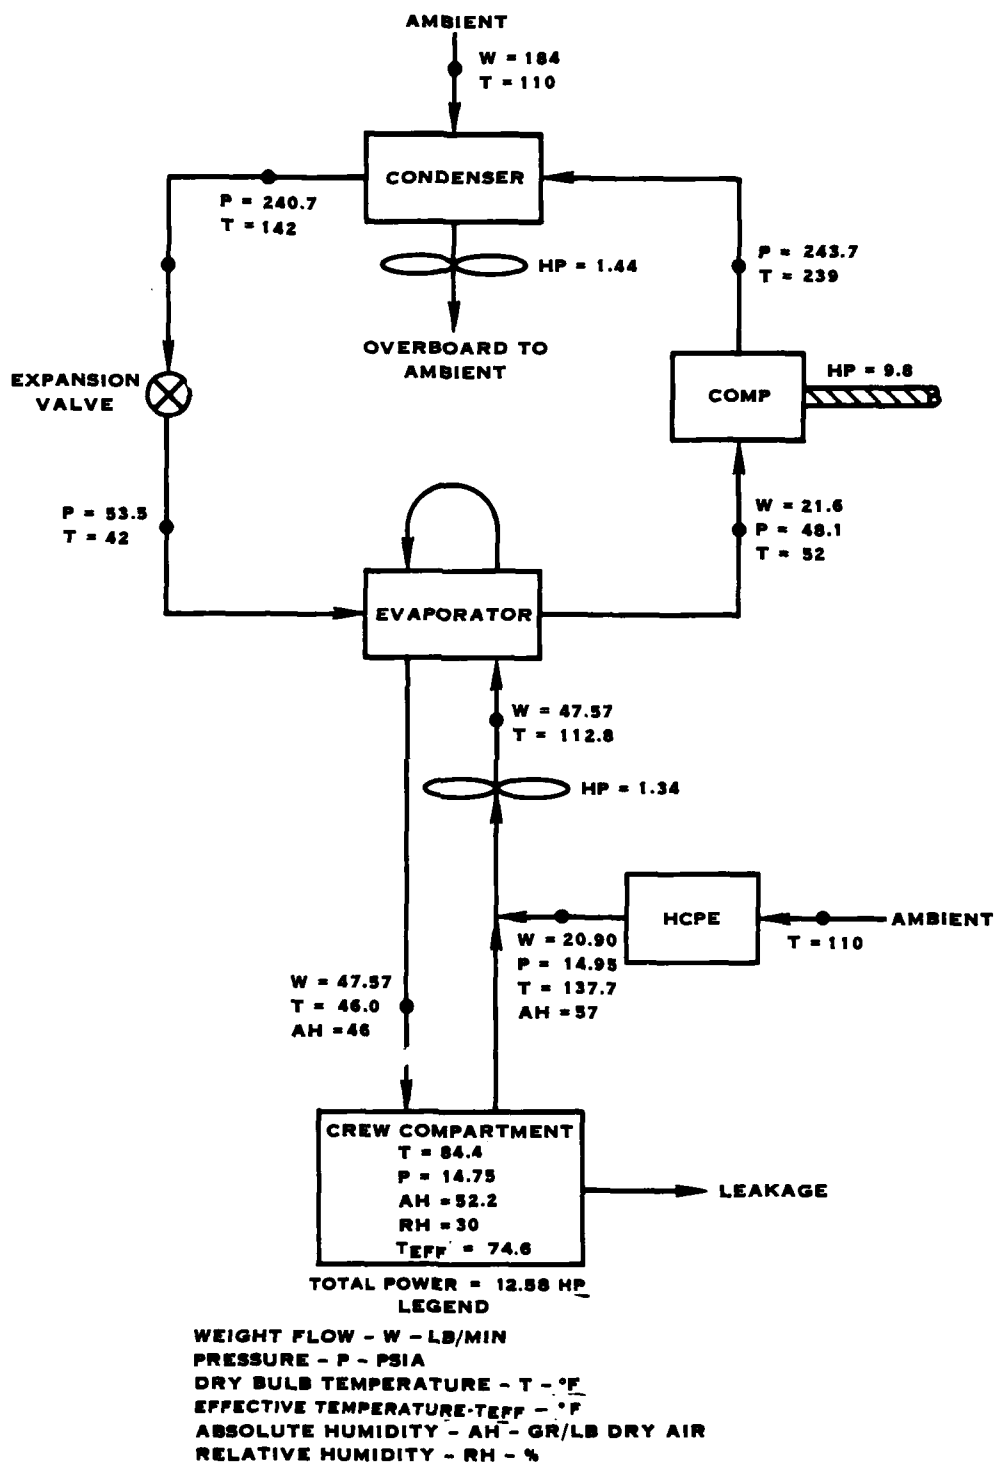 AMBIENT
W = 184
T = 110
CONDENSER
P = 240.7
T = 142
HP = 1.44
P = 243.7
T = 239
OVERBOARD TO
AMBIENT
EXPANSION
VALVE
COMP
HP = 9.8
P = 53.5
T = 42
W = 21.6
P = 48.1
T = 52
EVAPORATOR
W = 47.57
T = 112.8
HP = 1.34
HCPE
AMBIENT
T = 110
W = 20.90
P = 14.95
T = 137.7
AH = 57
W = 47.57
T = 46.0
AH = 46
CREW COMPARTMENT
T = 84.4
P = 14.75
AH = 52.2
RH = 30
TEFF = 74.6
LEAKAGE
TOTAL POWER = 12.58 HP
LEGEND
WEIGHT FLOW - W - LB/MIN
PRESSURE - P - PSIA
DRY BULB TEMPERATURE - T - °F
EFFECTIVE TEMPERATURE-TEFF - °F
ABSOLUTE HUMIDITY - AH - GR/LB DRY AIR
RELATIVE HUMIDITY - RH - %